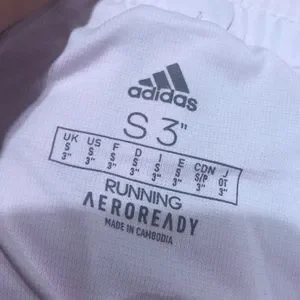 adidas
S 3"
UK US F D I E CDN J
S S S S S S S/P OT
3" 3" 3" 3" 3" 3" 3" 3"
RUNNING
AEROREADY
MADE IN CAMBODIA